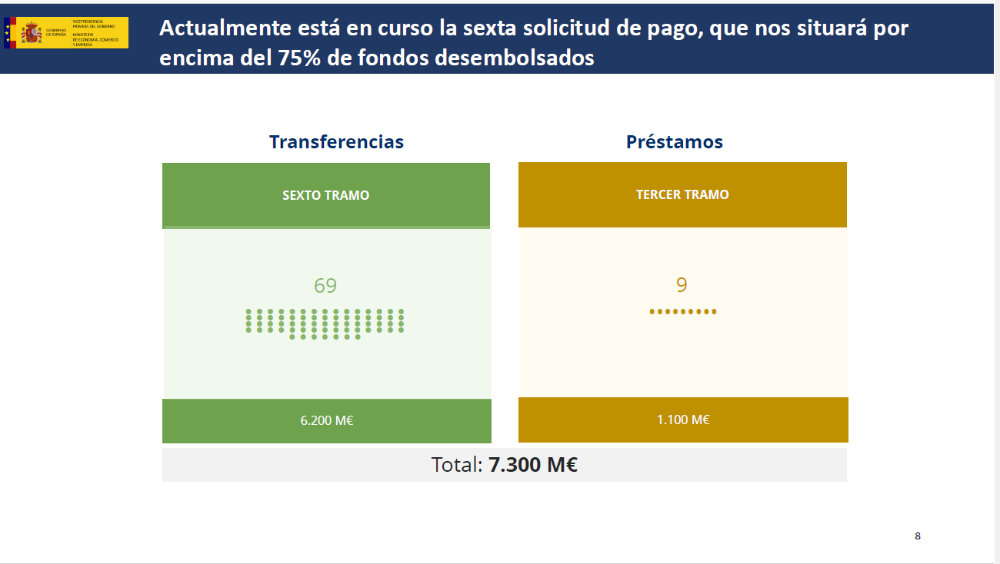 VICEPRESIDENCIA
PRIMERA DEL GOBIERNO
GOBIERNO
DE ESPAÑA
MINISTERIO
DE ECONOMÍA, COMERCIO
Y EMPRESA
Actualmente está en curso la sexta solicitud de pago, que nos situará por
encima del 75% de fondos desembolsados
Transferencias
Préstamos
SEXTO TRAMO
TERCER TRAMO
69
9
6.200 M€
1.100 M€
Total: 7.300 M€
8